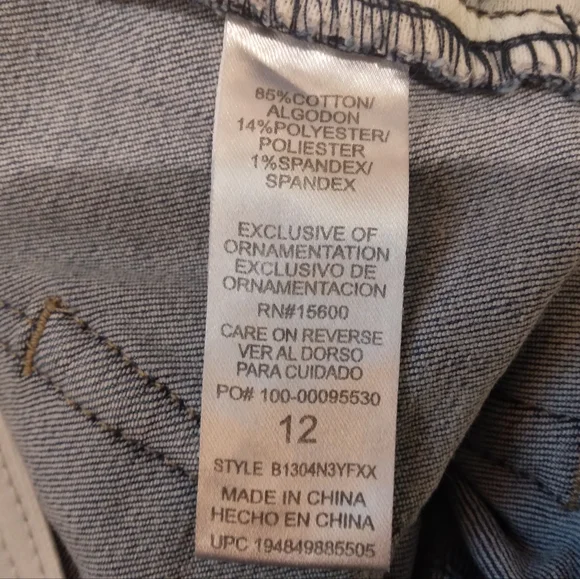 85%COTTON/
ALGODON
14%POLYESTER/
POLIESTER
1%SPANDEX/
SPANDEX
EXCLUSIVE OF
ORNAMENTATION
EXCLUSIVO DE
ORNAMENTACION
RN#15600
CARE ON REVERSE
VER AL DORSO
PARA CUIDADO
PO# 100-00095530
12
STYLE B1304N3YFXX
MADE IN CHINA
HECHO EN CHINA
UPC 194849885505